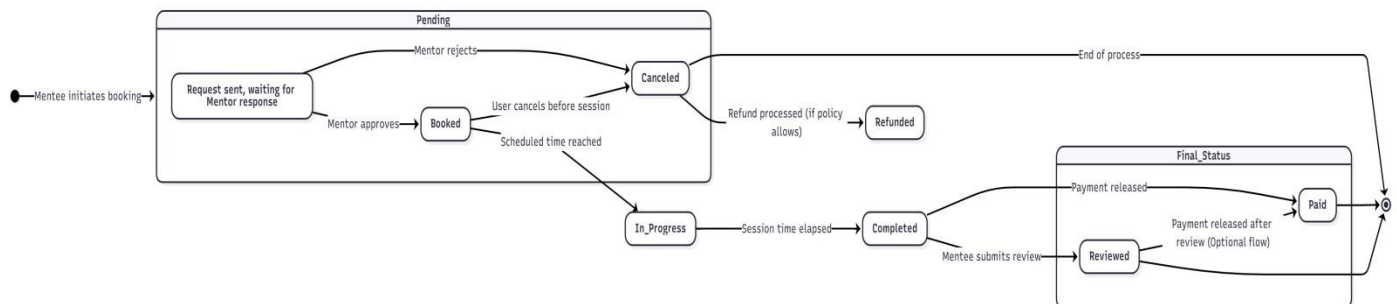 Pending
Mentee initiates booking
Request sent, waiting for
Mentor response
Mentor rejects
Mentor approves
Booked
User cancels before session
Scheduled time reached
Canceled
End of process
Refund processed (if policy
allows)
Refunded
In_Progress
Session time elapsed
Completed
Final_Status
Payment released
Mentee submits review
Reviewed
Payment released after
review (Optional flow)
Paid